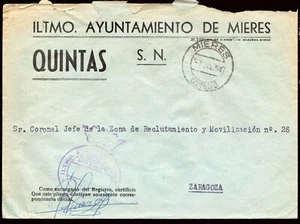 ILTMO. AYUNTAMIENTO DE MIERES
QUINTAS
S. N.
MIERES
Sr. Coronel Jefe de la Zona de Reclutamiento y Movilización nº. 26
ZARAGOZA
Como encargado del Registro, certifico:
Que este pliego contiene solamente corres-
pondencia oficial.